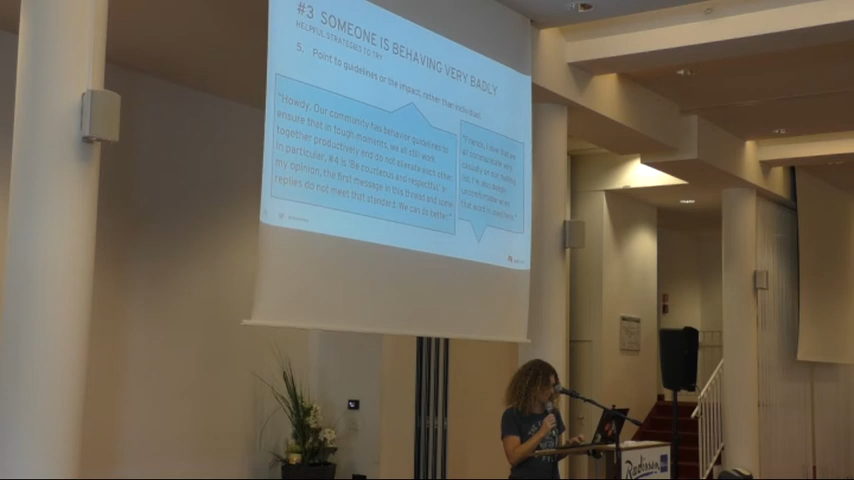 #3 SOMEONE IS BEHAVING VERY BADLY
HELPFUL STRATEGIES TO TRY
5. Point to guidelines or the impact, rather than individual.
"Howdy. Our community has behavior guidelines to
ensure that in tough moments, we all still work
together productively and do not alienate each other.
In particular, #4 is 'Be courteous and respectful.' In
my opinion, the first message in this thread and some
replies do not meet that standard. We can do better."
"Friends, I love that we
all communicate very
casually on our mailing
list. I'm also deeply
uncomfortable when
that word is used here."
Radisson